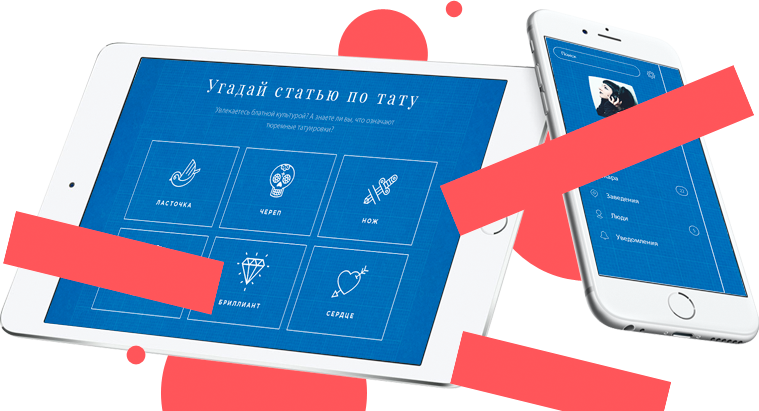 Угадай статью по тату
Увлекаетесь блатной культурой? А знаете ли вы, что означают
тюремные татуировки?
ЛАСТОЧКА
ЧЕРЕП
НОЖ
БРИЛЛИАНТ
СЕРДЦЕ
Поиск
Заведения
Люди
Уведомления